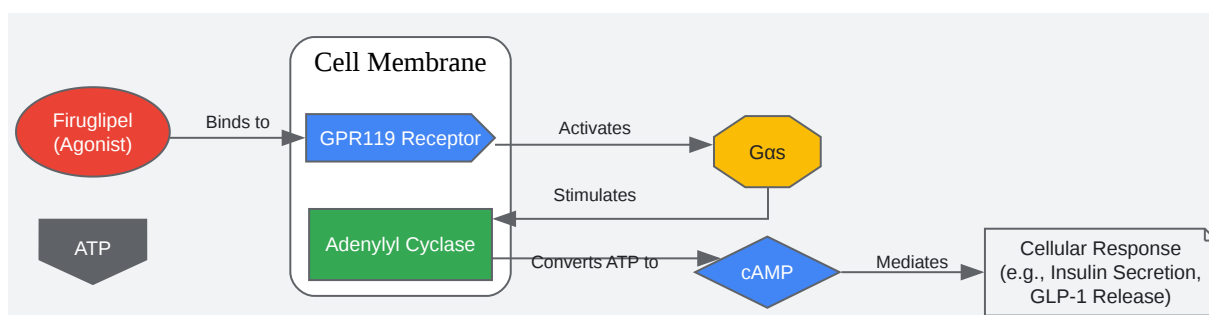 Cell Membrane
Firuglipel
(Agonist)
Binds to
GPR119 Receptor
Activates
Gαs
Stimulates
ATP
Adenylyl Cyclase
Converts ATP to
cAMP
Mediates
Cellular Response
(e.g., Insulin Secretion,
GLP-1 Release)